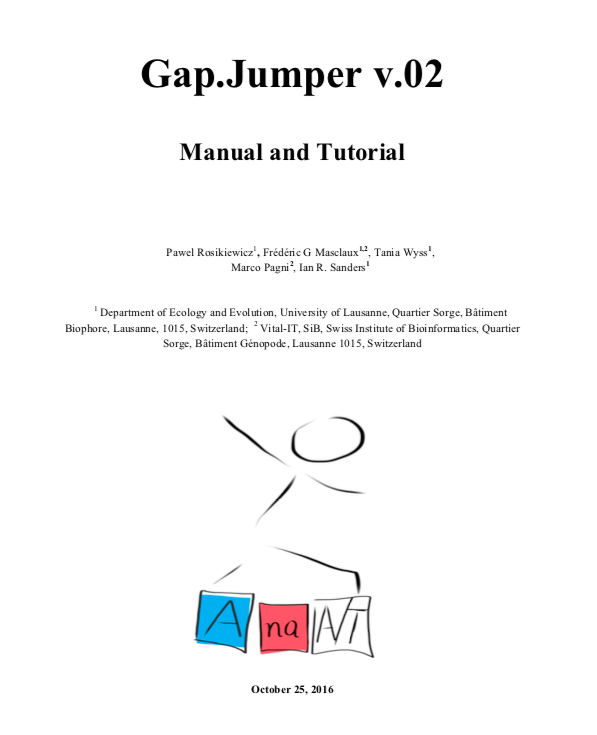 Gap.Jumper v.02
Manual and Tutorial
Pawel Rosikiewicz1, Frédéric G Masclaux1,2, Tania Wyss1,
Marco Pagni2, Ian R. Sanders1
1 Department of Ecology and Evolution, University of Lausanne, Quartier Sorge, Bâtiment
Biophore, Lausanne, 1015, Switzerland; 2 Vital-IT, SiB, Swiss Institute of Bioinformatics, Quartier
Sorge, Bâtiment Génopode, Lausanne 1015, Switzerland
A na
October 25, 2016